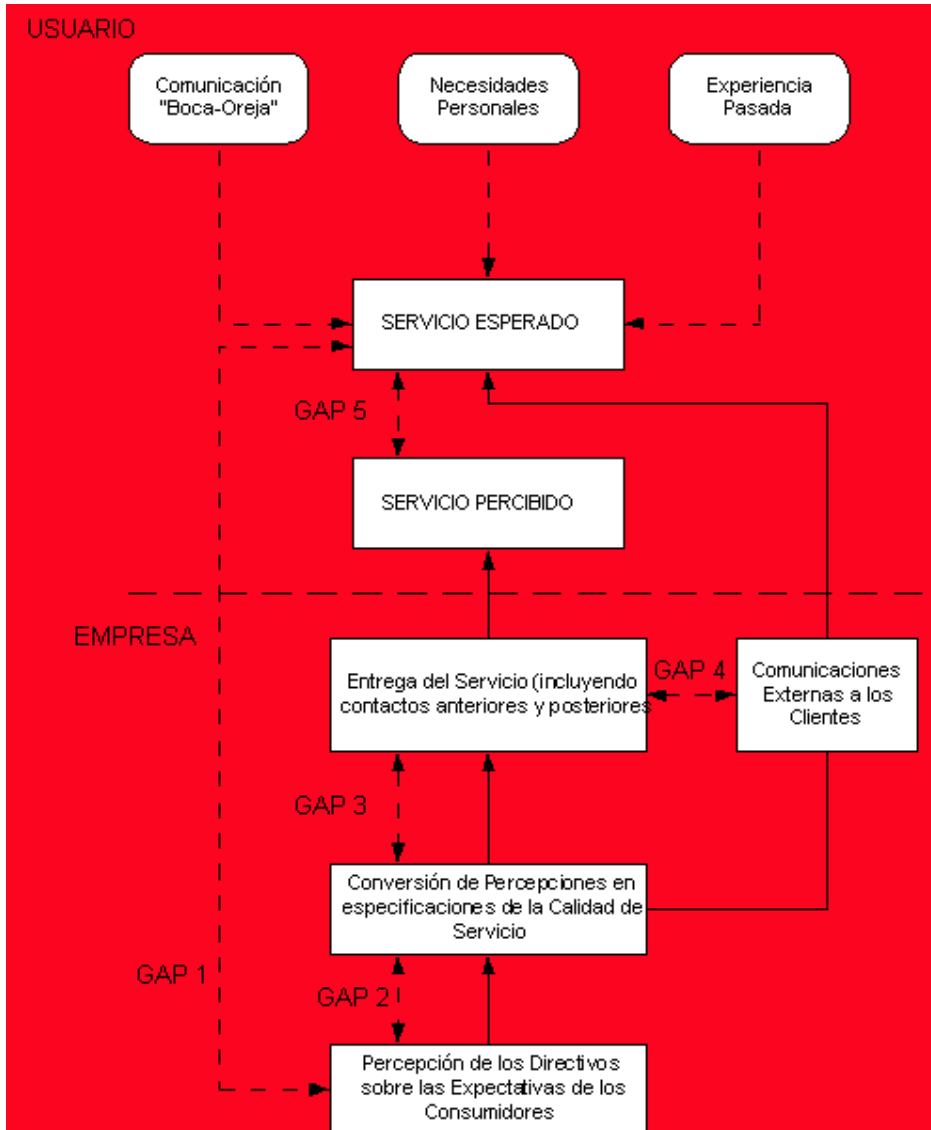 USUARIO
Comunicación
"Boca-Oreja"
Necesidades
Personales
Experiencia
Pasada
SERVICIO ESPERADO
GAP 5
SERVICIO PERCIBIDO
EMPRESA
Entrega del Servicio (incluyendo
contactos anteriores y posteriores
GAP 4
Comunicaciones
Externas a los
Clientes
GAP 3
Conversión de Percepciones en
especificaciones de la Calidad de
Servicio
GAP 1
GAP 2
Percepción de los Directivos
sobre las Expectativas de los
Consumidores